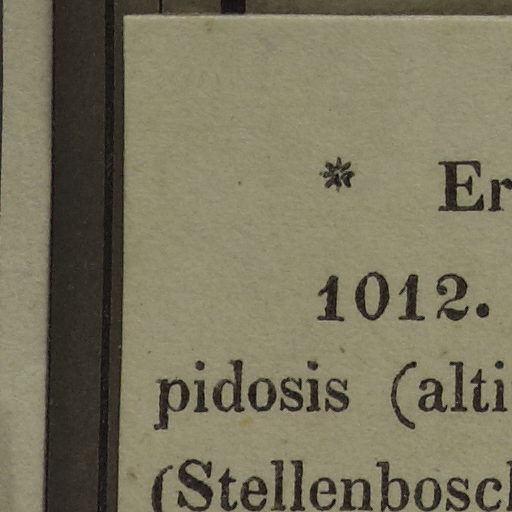 * Er
1012.
pidosis (alti
(Stellenbosch